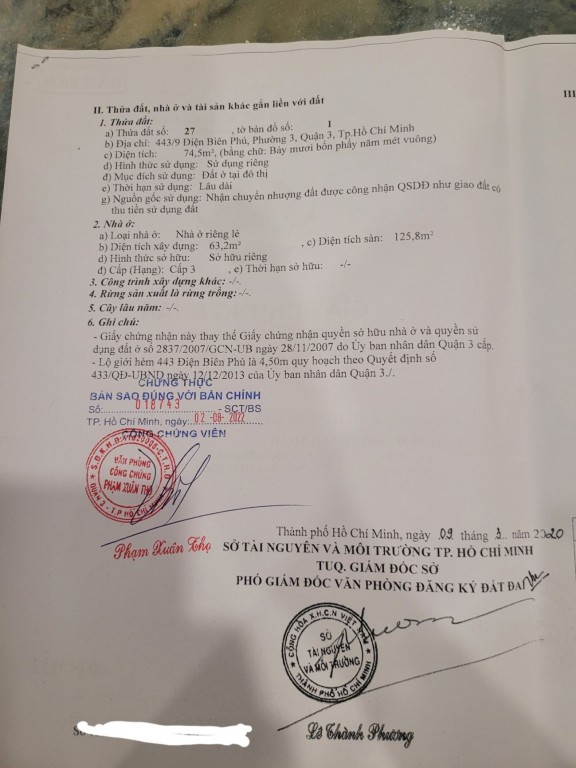 III
II. Thửa đất, nhà ở và tài sản khác gắn liền với đất
1. Thửa đất:
a) Thửa đất số: 27 , tờ bản đồ số: 1
b) Địa chỉ: 443/9 Điện Biên Phủ, Phường 3, Quận 3, Tp.Hồ Chí Minh
c) Diện tích: 74,5m², (bằng chữ: Bảy mươi bốn phẩy năm mét vuông)
d) Hình thức sử dụng: Sử dụng riêng
đ) Mục đích sử dụng: Đất ở tại đô thị
e) Thời hạn sử dụng: Lâu dài
g) Nguồn gốc sử dụng: Nhận chuyển nhượng đất được công nhận QSDĐ như giao đất có
thu tiền sử dụng đất
2. Nhà ở:
a) Loại nhà ở: Nhà ở riêng lẻ
b) Diện tích xây dựng: 63,2m² , c) Diện tích sàn: 125,8m²
d) Hình thức sở hữu: Sở hữu riêng
đ) Cấp (Hạng): Cấp 3 , e) Thời hạn sở hữu: -/-
3. Công trình xây dựng khác: -/-.
4. Rừng sản xuất là rừng trồng: -/-.
5. Cây lâu năm: -/-.
6. Ghi chú:
- Giấy chứng nhận này thay thế Giấy chứng nhận quyền sở hữu nhà ở và quyền sử
dụng đất ở số 2837/2007/GCN-UB ngày 28/11/2007 do Ủy ban nhân dân Quận 3 cấp.
- Lộ giới hẻm 443 Điện Biên Phủ là 4,50m quy hoạch theo Quyết định số
433/QĐ-UBND ngày 12/12/2013 của Ủy ban nhân dân Quận 3./.
CHỨNG THỰC
BẢN SAO ĐÚNG VỚI BẢN CHÍNH
Số: 018743 - SCT/BS
TP. Hồ Chí Minh, ngày: 02 -08- 2022
CÔNG CHỨNG VIÊN
VĂN PHÒNG
CÔNG CHỨNG
PHẠM XUÂN THỌ
QUẬN 3 - T.P HỒ CHÍ MINH
Phạm Xuân Thọ
Thành phố Hồ Chí Minh, ngày 09 tháng 3 năm 2020
SỞ TÀI NGUYÊN VÀ MÔI TRƯỜNG TP. HỒ CHÍ MINH
TUQ. GIÁM ĐỐC SỞ
PHÓ GIÁM ĐỐC VĂN PHÒNG ĐĂNG KÝ ĐẤT ĐAI
CỘNG HÒA X.H.C.N VIỆT NAM
SỞ
TÀI NGUYÊN
VÀ MÔI TRƯỜNG
THÀNH PHỐ HỒ CHÍ MINH
Lê Thành Phương